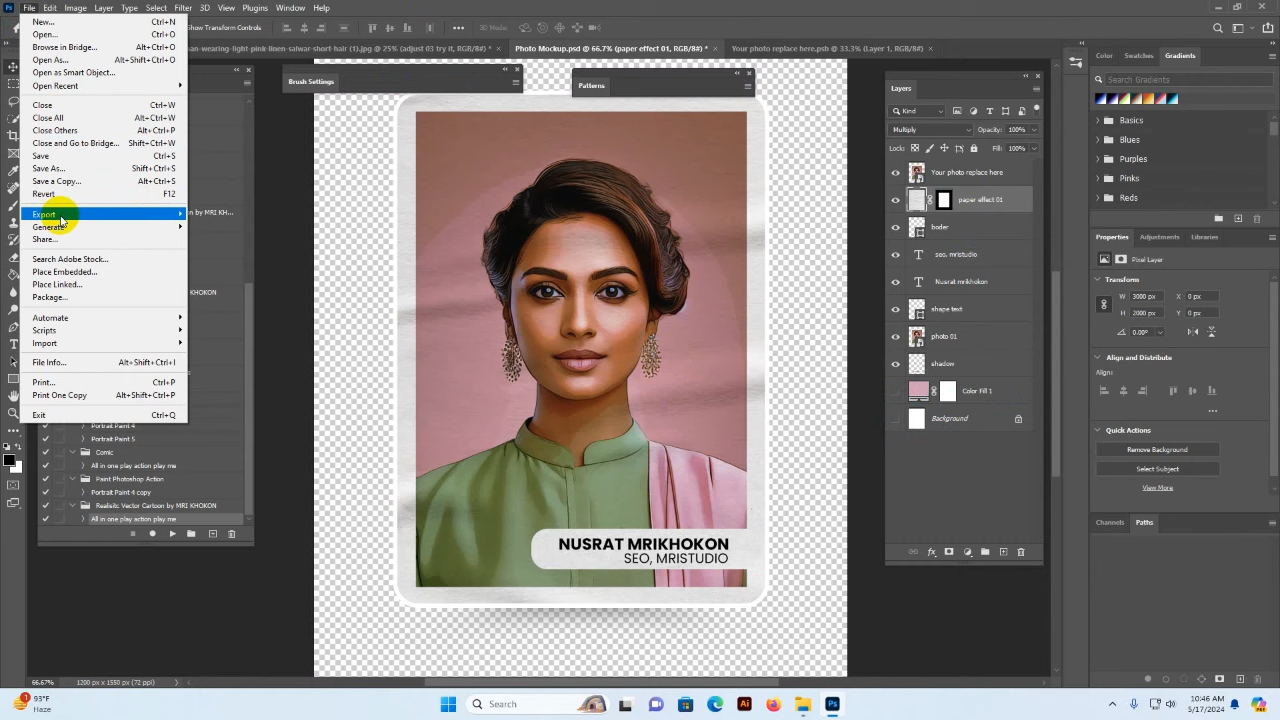 File Edit Image Layer Type Select Filter 3D View Plugins Window Help
Show Transform Controls
3D Mode:
an-wearing-light-pink-linen-salwar-short-hair (1).jpg @ 25% (adjust 03 try it, RGB/8#) *
Photo Mockup.psd @ 66.7% (paper effect 01, RGB/8#) *
Your photo replace here.psb @ 33.3% (Layer 1, RGB/8#)
New... Ctrl+N
Open... Ctrl+O
Browse in Bridge... Alt+Ctrl+O
Open As... Alt+Shift+Ctrl+O
Open as Smart Object...
Open Recent
Close Ctrl+W
Close All Alt+Ctrl+W
Close Others Alt+Ctrl+P
Close and Go to Bridge... Shift+Ctrl+W
Save Ctrl+S
Save As... Shift+Ctrl+S
Save a Copy... Alt+Ctrl+S
Revert F12
Export
Generate
Share...
Search Adobe Stock...
Place Embedded...
Place Linked...
Package...
Automate
Scripts
Import
File Info... Alt+Shift+Ctrl+I
Print... Ctrl+P
Print One Copy Alt+Shift+Ctrl+P
Exit Ctrl+Q
n by MRI KHO...
KHOKON
Portrait Paint 4
Portrait Paint 5
Comic
All in one play action play me
Paint Photoshop Action
Portrait Paint 4 copy
Realisitc Vector Cartoon by MRI KHOKON
All in one play action play me
Brush Settings
Patterns
NUSRAT MRIKHOKON
SEO, MRISTUDIO
Layers
Kind
Multiply Opacity: 100%
Lock: Fill: 100%
Your photo replace here
paper effect 01
boder
seo, mristudio
Nusrat mrikhokon
shape text
photo 01
shadow
Color Fill 1
Background
Color Swatches Gradients
Search Gradients
Basics
Blues
Purples
Pinks
Reds
Properties Adjustments Libraries
Pixel Layer
Transform
W 3000 px X 0 px
H 2000 px Y 0 px
0.00°
Align and Distribute
Align:
Quick Actions
Remove Background
Select Subject
View More
Channels Paths
66.67% 1200 px x 1550 px (72 ppi)
1
93°F
Haze
Search
10:46 AM
5/17/2024